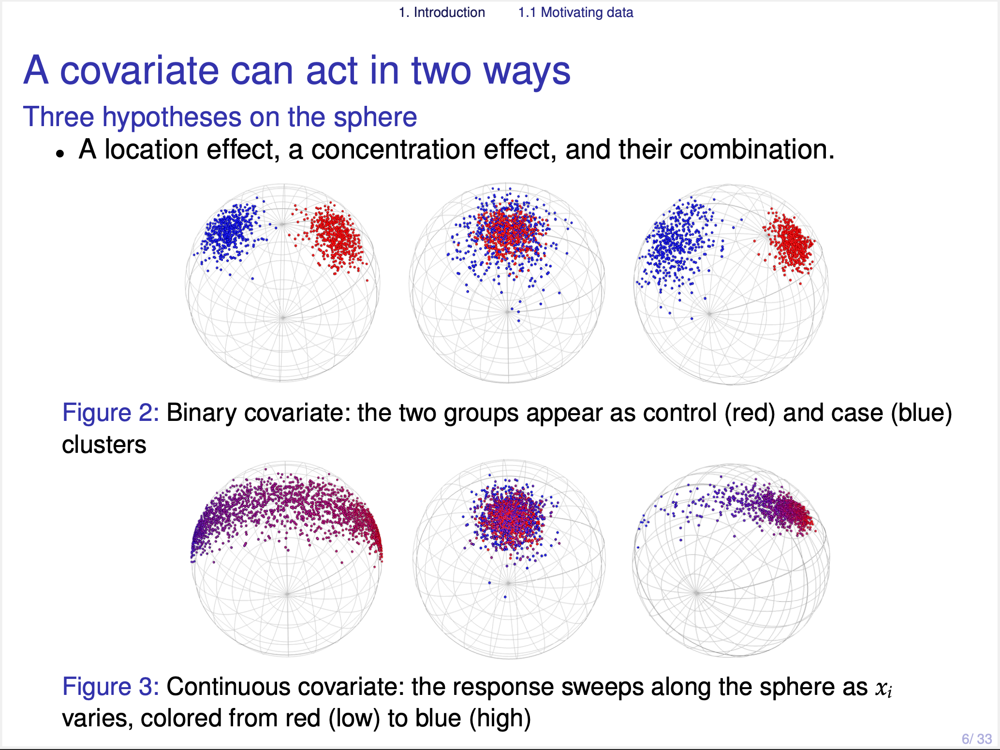 1. Introduction 1.1 Motivating data
A covariate can act in two ways
Three hypotheses on the sphere
• A location effect, a concentration effect, and their combination.
Figure 2: Binary covariate: the two groups appear as control (red) and case (blue)
clusters
Figure 3: Continuous covariate: the response sweeps along the sphere as xᵢ
varies, colored from red (low) to blue (high)
6/ 33